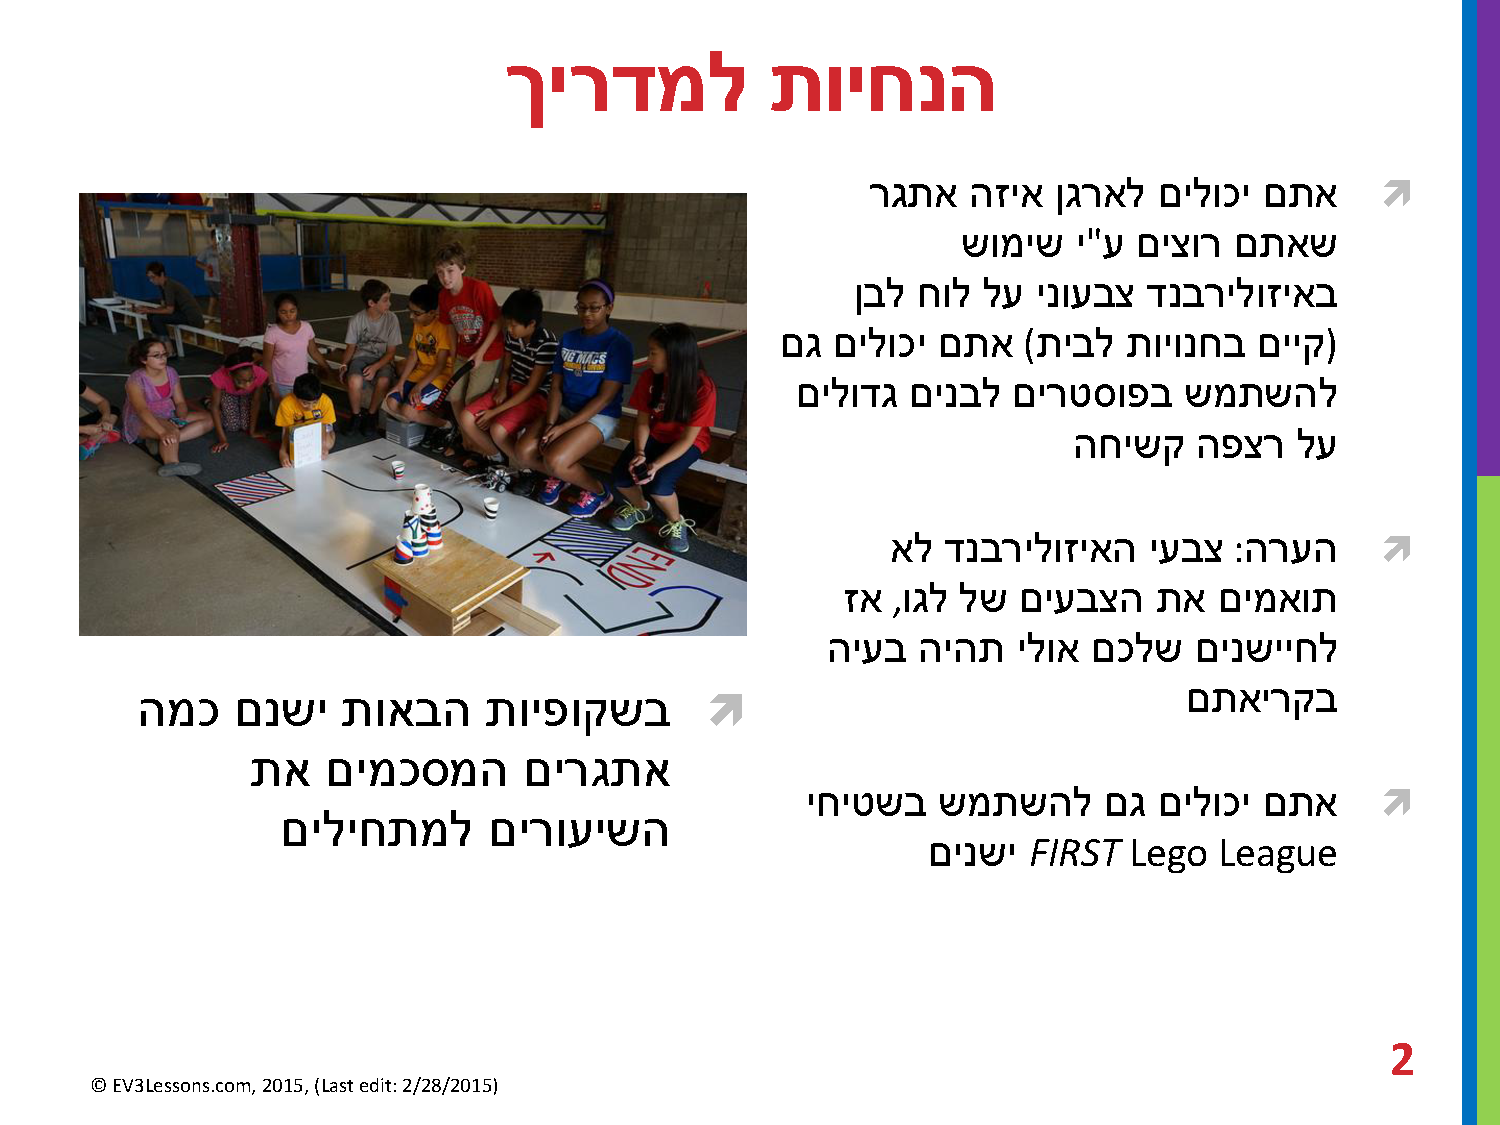 הנחיות למדריך
אתם יכולים לארגן איזה אתגר
שאתם רוצים ע"י שימוש
באיזולירבנד צבעוני על חול לבן
(קיים בחנויות לבית) אתם יכולים גם
להשתמש בפוסטרים לבנים גדולים
על רצפה קשיחה
הערה: צבעי האיזולירבנד לא
תואמים את הצבעים של לגו, אז
לחיישנים שלכם אולי תהיה בעיה
בקריאתם
אתם יכולים גם להשתמש בשטיחי
FIRST Lego League ישנים
END
BIG MACS
בשקופיות הבאות ישנם כמה
אתגרים המסכמים את
השיעורים למתחילים
2
© EV3Lessons.com, 2015, (Last edit: 2/28/2015)